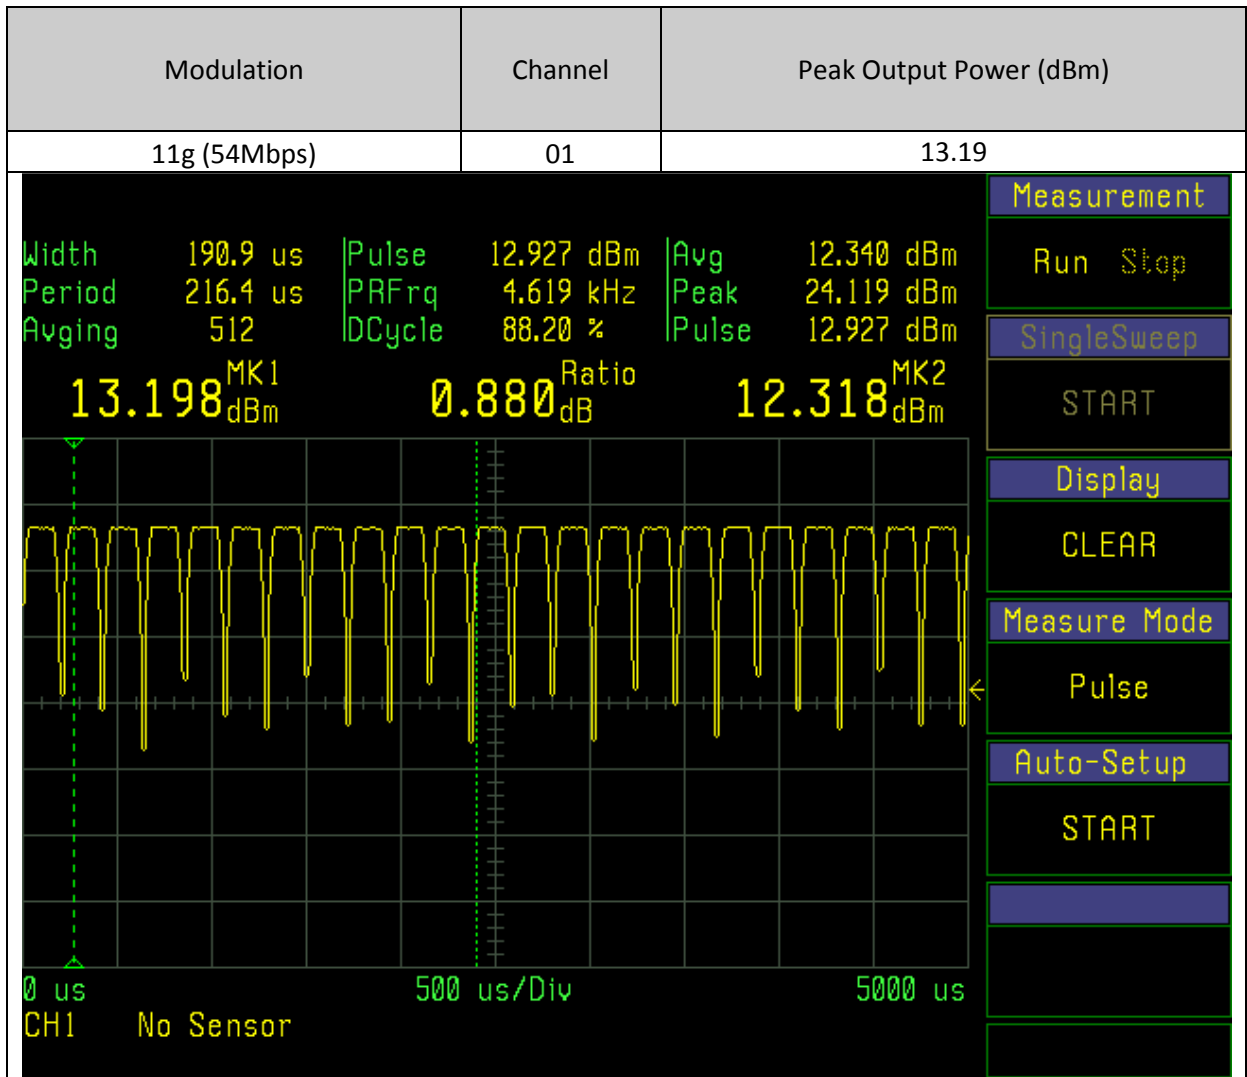 Modulation Channel Peak Output Power (dBm)
11g (54Mbps) 01 13.19
Measurement
Width 190.9 us Pulse 12.927 dBm Avg 12.340 dBm
Run Stop
Period 216.4 us PRFrq 4.619 kHz Peak 24.119 dBm
Avging 512 DCycle 88.20 % Pulse 12.927 dBm
SingleSweep
MK1 Ratio MK2
13.198 dBm 0.880 dB 12.318 dBm
START
Display
CLEAR
Measure Mode
Pulse
Auto-Setup
START
0 us 500 us/Div 5000 us
CH1 No Sensor